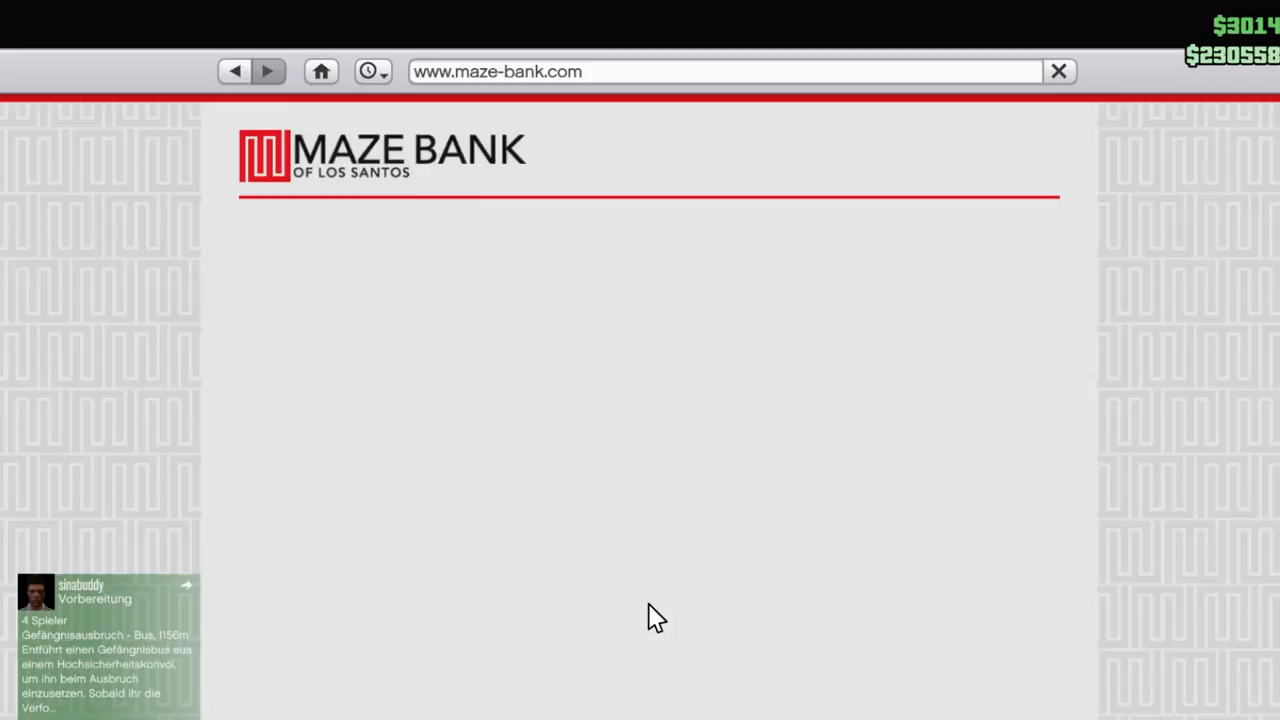 $3014
$230558
www.maze-bank.com
MAZE BANK
OF LOS SANTOS
sinabuddy
Vorbereitung
4 Spieler
Gefängnisausbruch - Bus, 1156m
Entführt einen Gefängnisbus aus
einem Hochsicherheitskonvoi,
um ihn beim Ausbruch
einzusetzen. Sobald ihr die
Verfo...